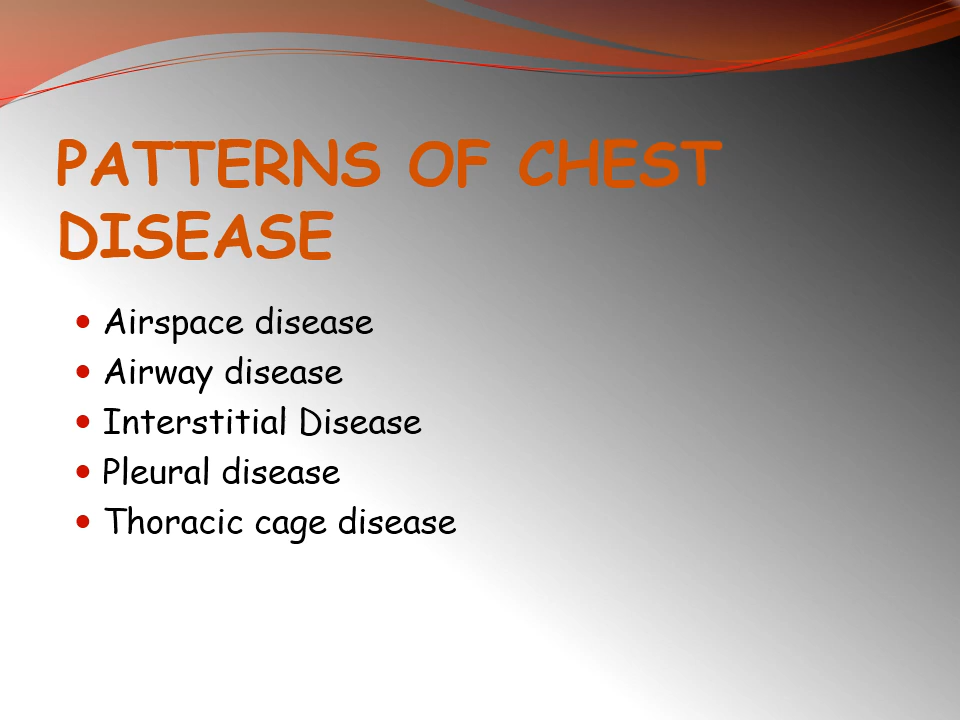 PATTERNS OF CHEST
DISEASE
• Airspace disease
• Airway disease
• Interstitial Disease
• Pleural disease
• Thoracic cage disease